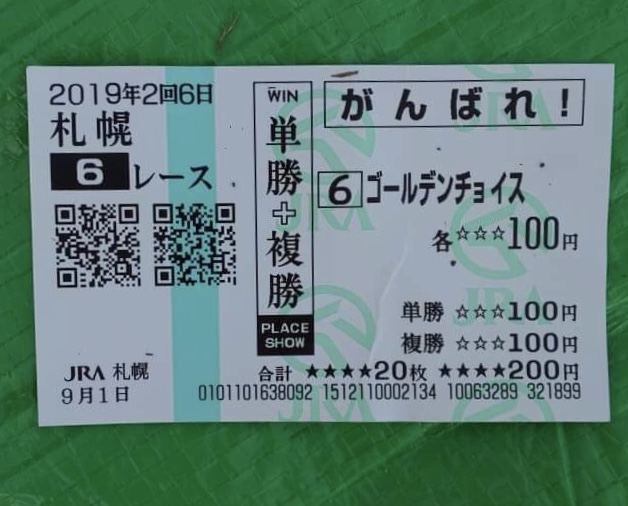 2019年2回6日
札幌
6レース
JRA 札幌
9月1日
WIN
単勝+複勝
PLACE
SHOW
がんばれ!
6 ゴールデンチョイス
各☆☆☆100円
単勝 ☆☆☆100円
複勝 ☆☆☆100円
合計 ★★★★20枚 ★★★★200円
0101101638092 1512110002134 10063289 321899